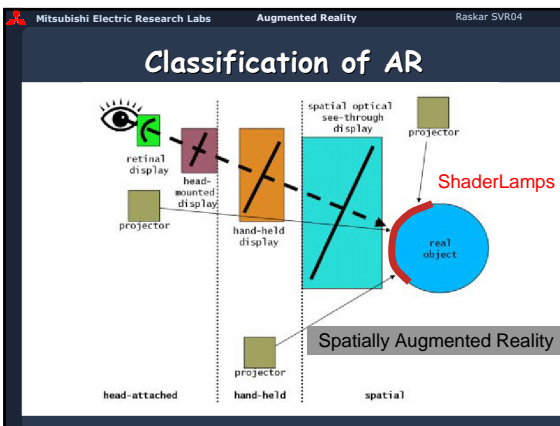 Mitsubishi Electric Research Labs
Augmented Reality
Raskar SVR04
Classification of AR
spatial optical
see-through
display
projector
retinal
display
head-
mounted
display
projector
hand-held
display
ShaderLamps
real
object
Spatially Augmented Reality
projector
head-attached
hand-held
spatial